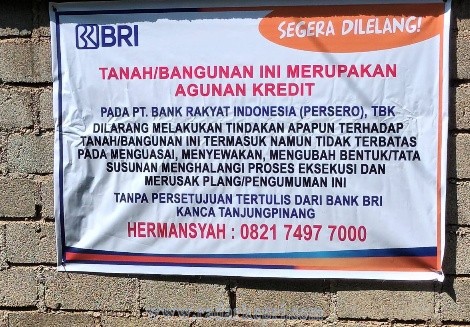 BRI
SEGERA DILELANG!
TANAH/BANGUNAN INI MERUPAKAN
AGUNAN KREDIT
PADA PT. BANK RAKYAT INDONESIA (PERSERO), TBK
DILARANG MELAKUKAN TINDAKAN APAPUN TERHADAP
TANAH/BANGUNAN INI TERMASUK NAMUN TIDAK TERBATAS
PADA MENGUASAI, MENYEWAKAN, MENGUBAH BENTUK/TATA
SUSUNAN MENGHALANGI PROSES EKSEKUSI DAN
MERUSAK PLANG/PENGUMUMAN INI
TANPA PERSETUJUAN TERTULIS DARI BANK BRI
KANCA TANJUNGPINANG
HERMANSYAH : 0821 7497 7000